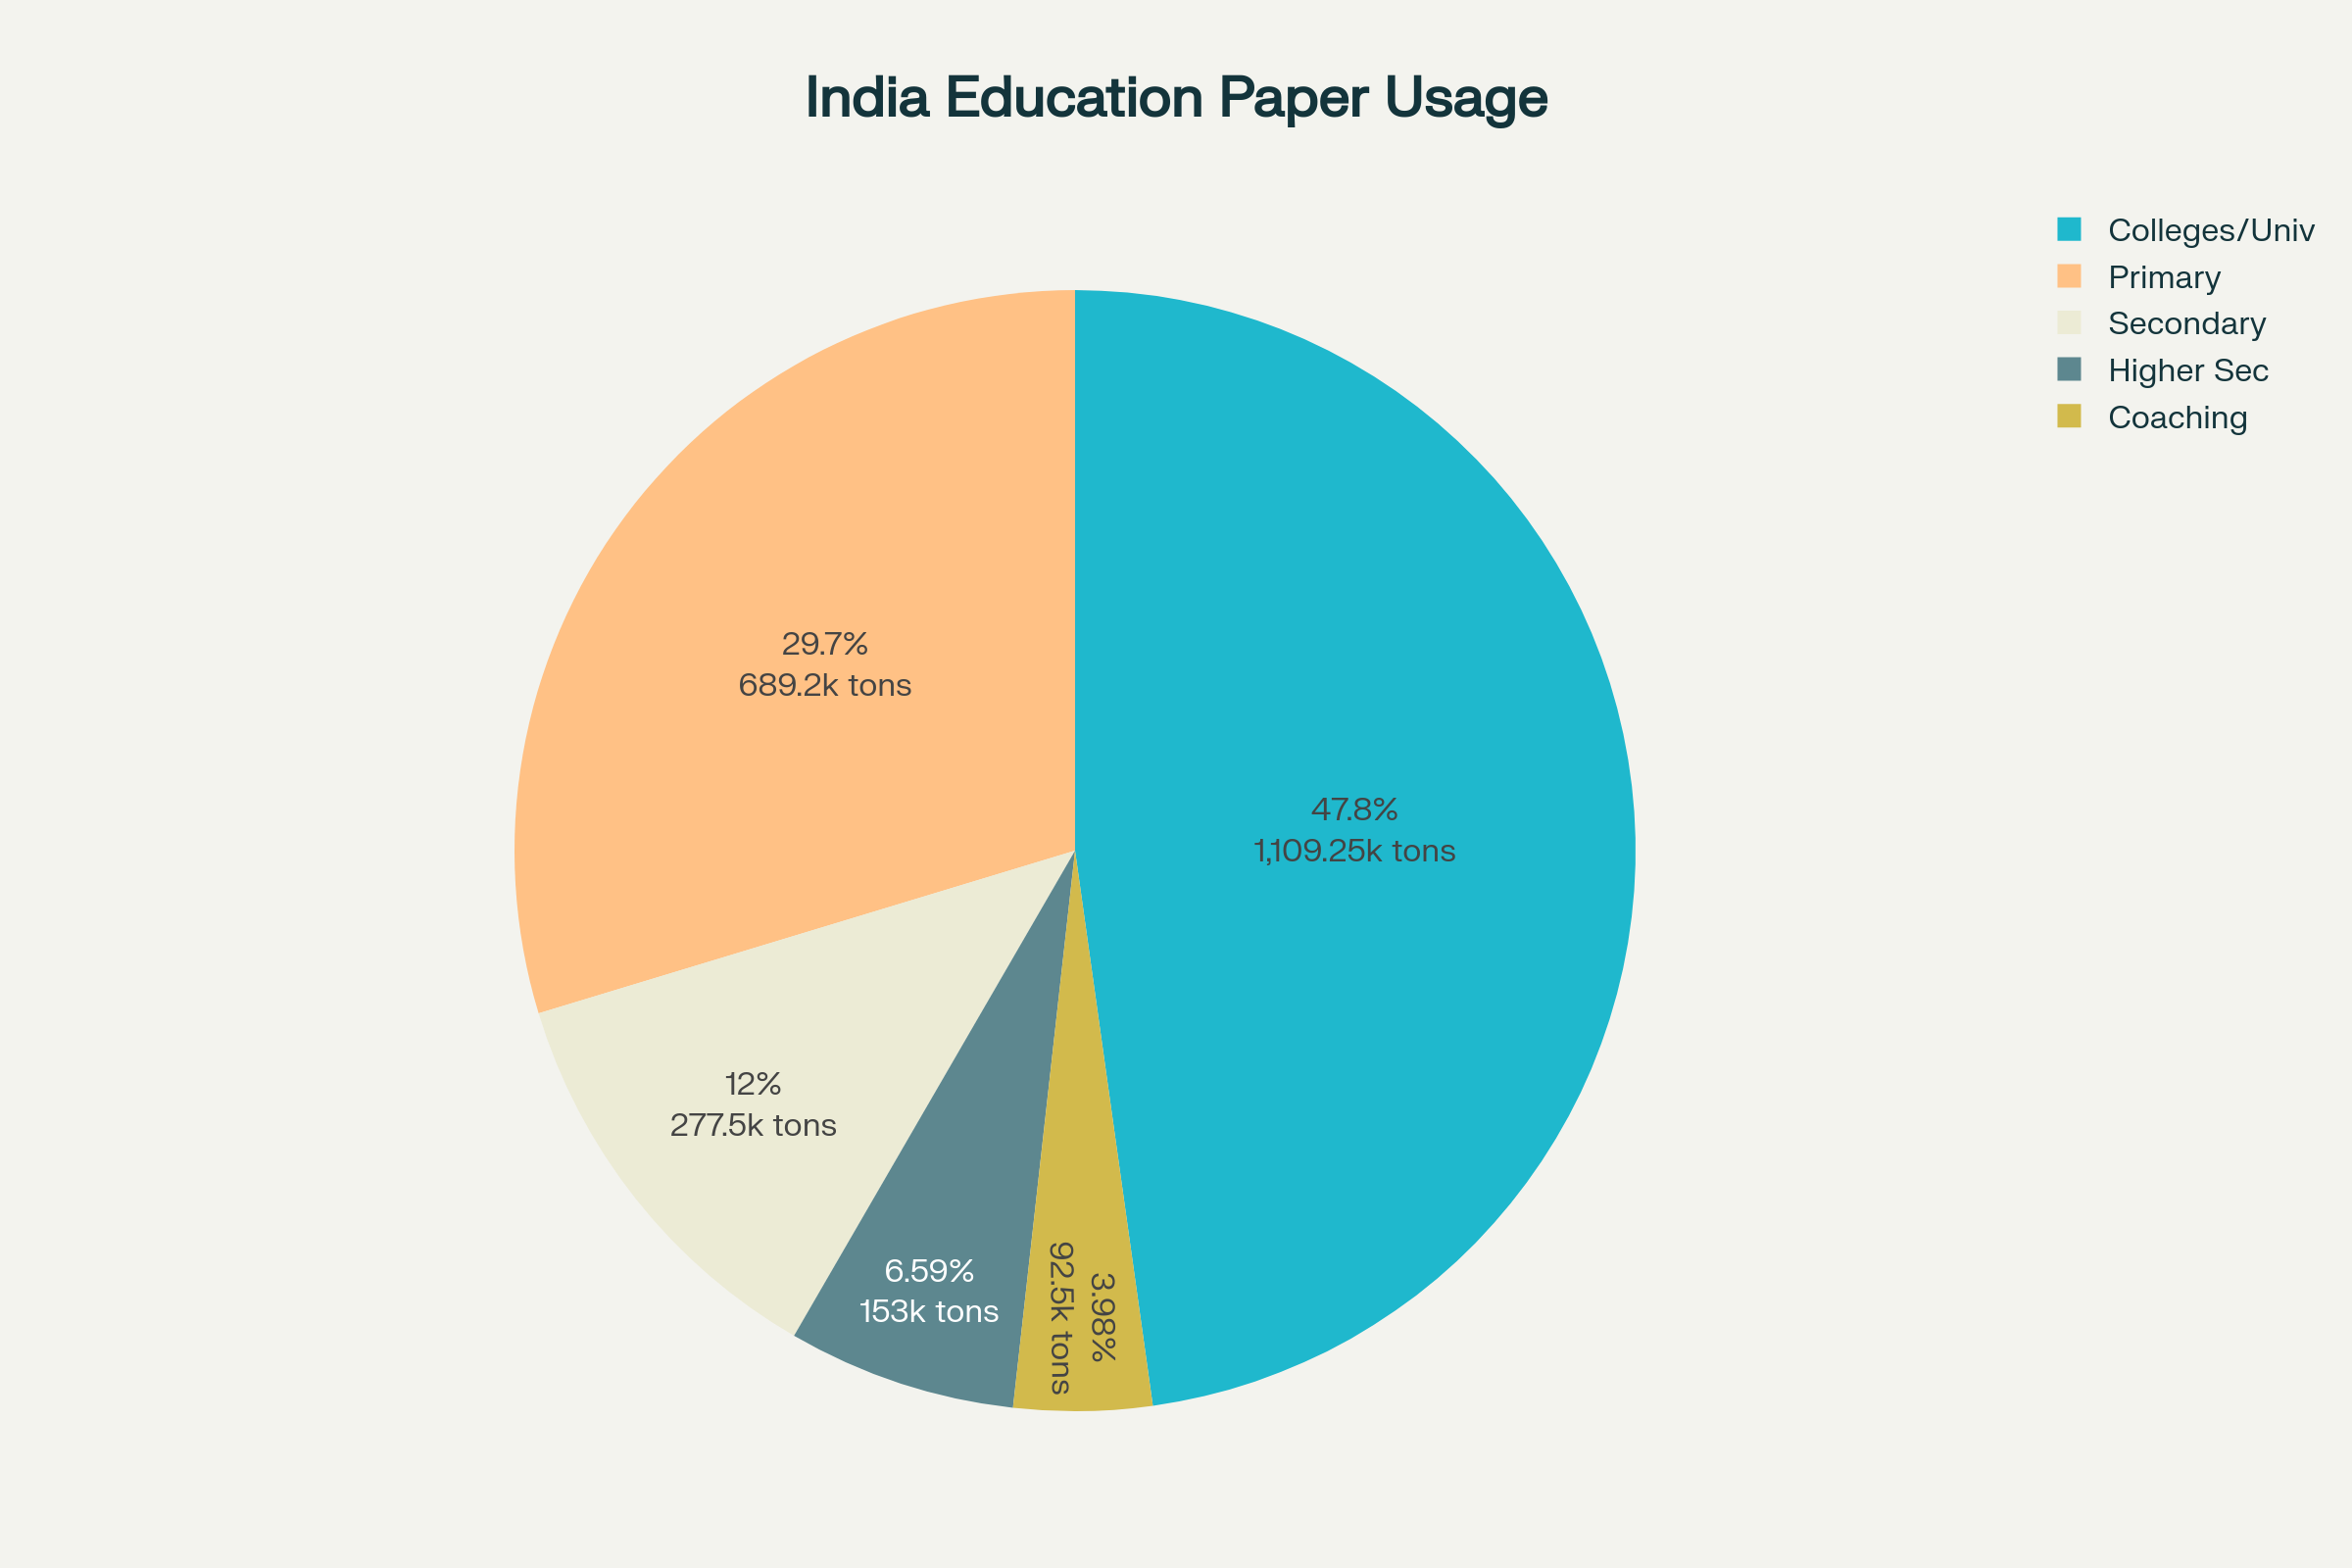 India Education Paper Usage
Colleges/Univ
Primary
Secondary
Higher Sec
Coaching
29.7%
689.2k tons
47.8%
1,109.25k tons
12%
277.5k tons
6.59%
153k tons
3.98%
92.5k tons